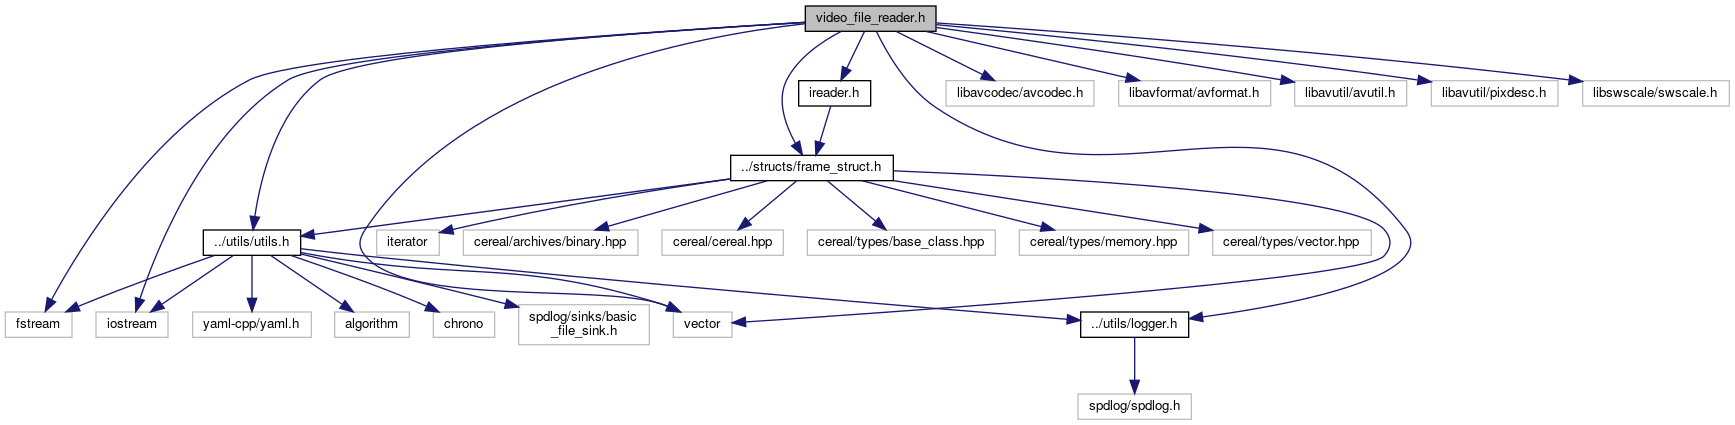 video_file_reader.h
ireader.h
libavcodec/avcodec.h
libavformat/avformat.h
libavutil/avutil.h
libavutil/pixdesc.h
libswscale/swscale.h
../structs/frame_struct.h
../utils/utils.h
iterator
cereal/archives/binary.hpp
cereal/cereal.hpp
cereal/types/base_class.hpp
cereal/types/memory.hpp
cereal/types/vector.hpp
fstream
iostream
yaml-cpp/yaml.h
algorithm
chrono
spdlog/sinks/basic
_file_sink.h
vector
../utils/logger.h
spdlog/spdlog.h